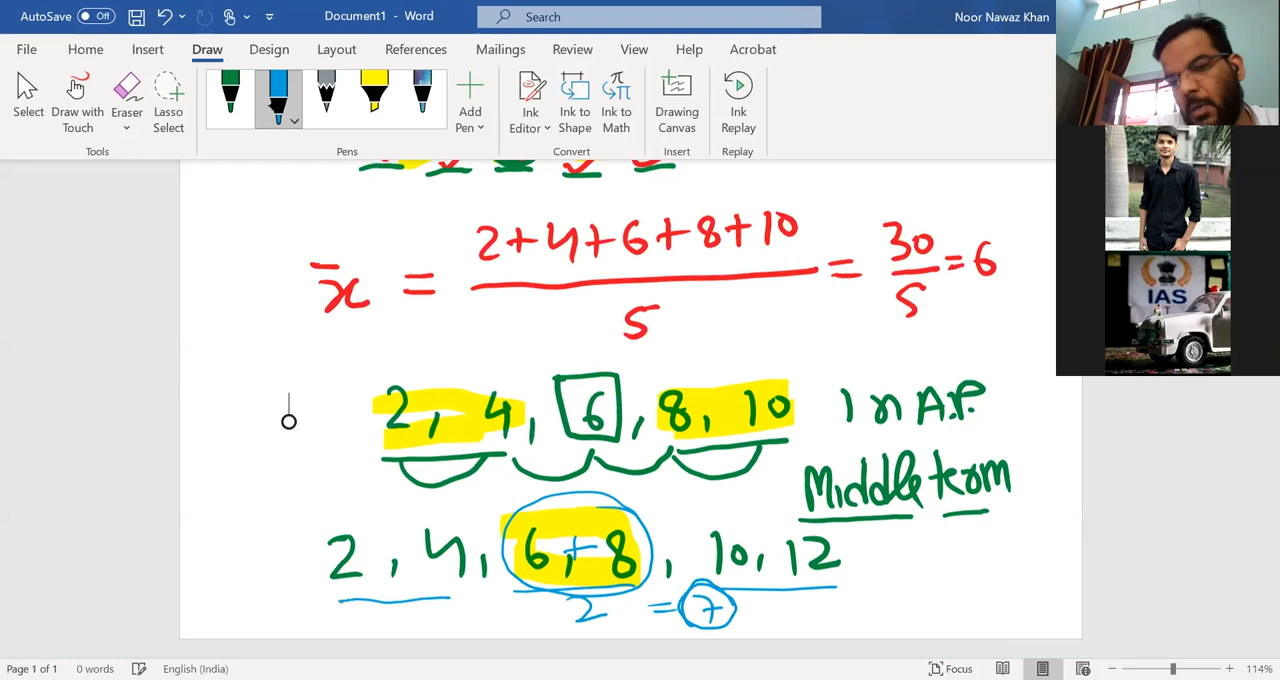 AutoSave Off Document1 - Word Search Noor Nawaz Khan
File Home Insert Draw Design Layout References Mailings Review View Help Acrobat
Select Draw with Touch Eraser Lasso Select Add Pen Ink Editor Ink to Shape Ink to Math Drawing Canvas Ink Replay
Tools Pens Convert Insert Replay
x̄ = (2+4+6+8+10)/5 = 30/5 = 6
2, 4, 6, 8, 10 In A.P.
Middle term
2, 4, 6, + 8, 10, 12
2 = 7
IAS
Page 1 of 1 0 words English (India) Focus 114%